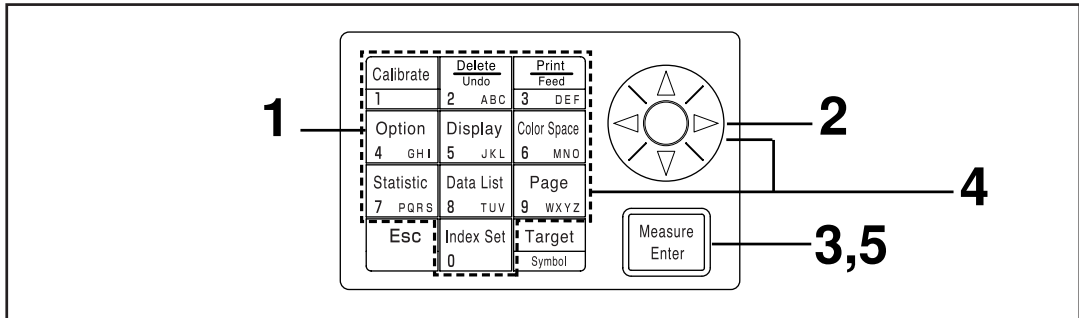 Calibrate
Delete
Undo
Print
Feed
1
2 ABC
3 DEF
1
Option
Display
Color Space
4 GHI
5 JKL
6 MNO
2
Statistic
Data List
Page
7 PQRS
8 TUV
9 WXYZ
4
Esc
Index Set
Target
0
Symbol
Measure
Enter
3,5